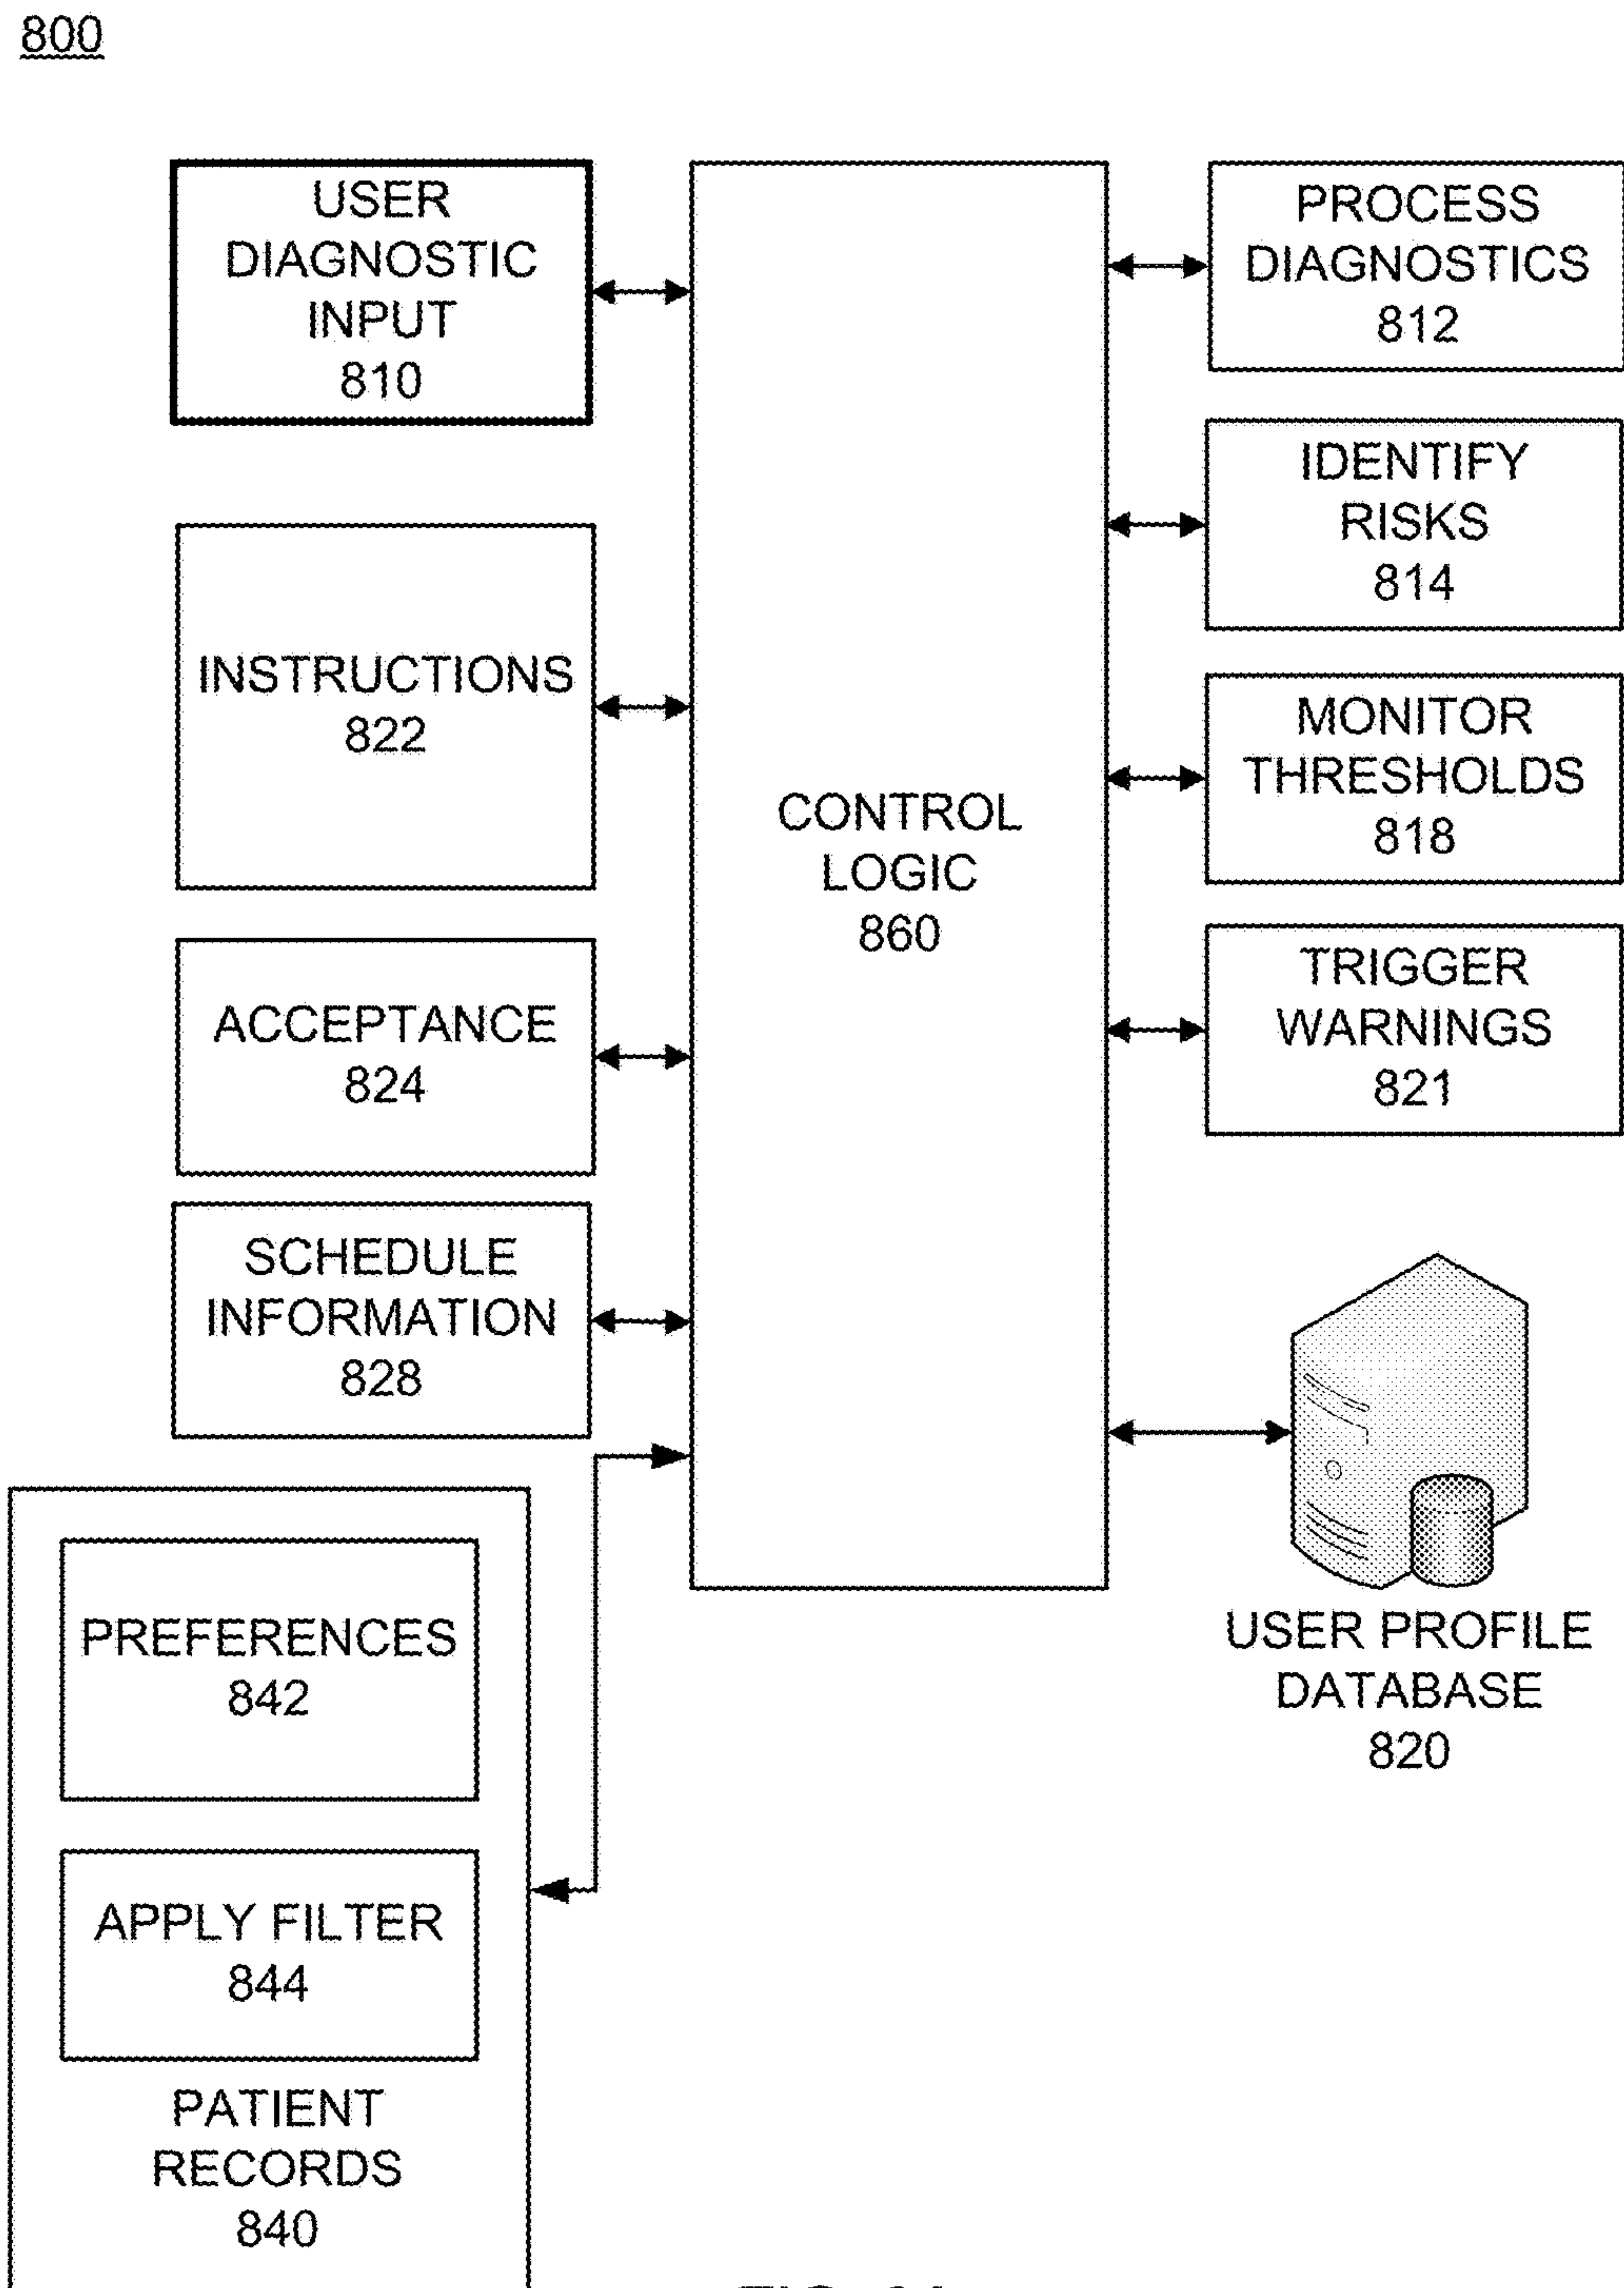 800
USER
DIAGNOSTIC
INPUT
810
INSTRUCTIONS
822
ACCEPTANCE
824
SCHEDULE
INFORMATION
828
PREFERENCES
842
APPLY FILTER
844
PATIENT
RECORDS
840
CONTROL
LOGIC
860
PROCESS
DIAGNOSTICS
812
IDENTIFY
RISKS
814
MONITOR
THRESHOLDS
818
TRIGGER
WARNINGS
821
USER PROFILE
DATABASE
820